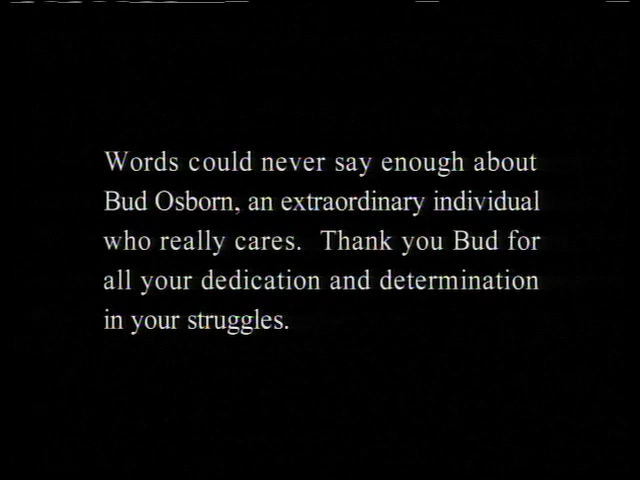 Words could never say enough about
Bud Osborn, an extraordinary individual
who really cares.  Thank you Bud for
all your dedication and determination
in your struggles.